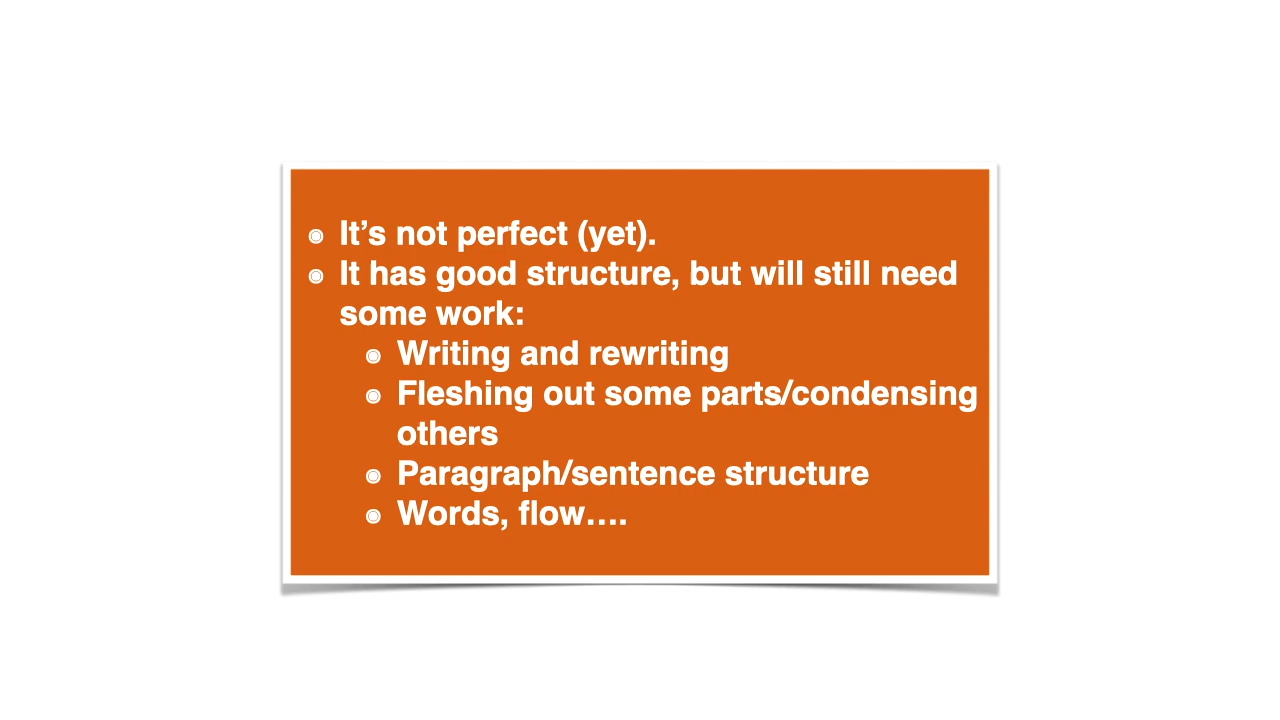 It’s not perfect (yet).
It has good structure, but will still need
some work:
Writing and rewriting
Fleshing out some parts/condensing
others
Paragraph/sentence structure
Words, flow….